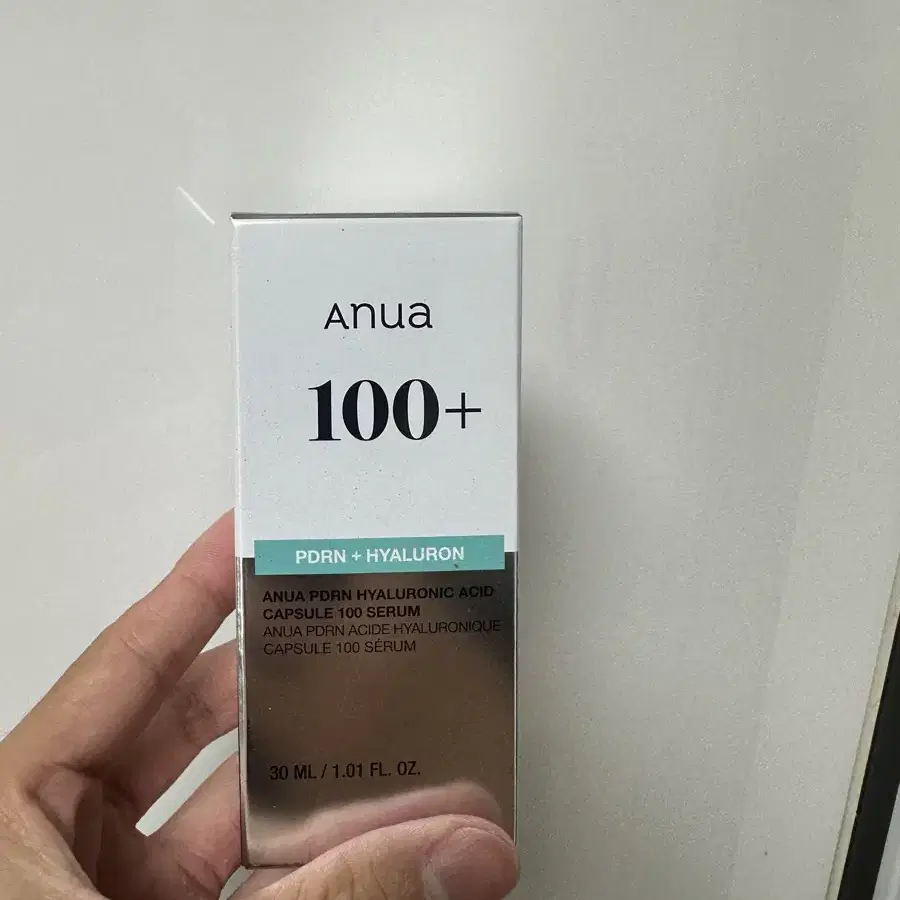 Anua
100+
PDRN + HYALURON
ANUA PDRN HYALURONIC ACID
CAPSULE 100 SERUM
ANUA PDRN ACIDE HYALURONIQUE
CAPSULE 100 SÉRUM
30 ML / 1.01 FL. OZ.